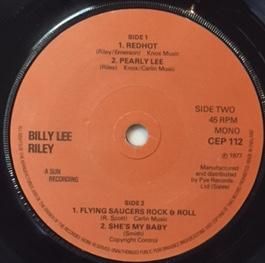 SIDE 1
1. REDHOT
(Riley/Emerson) Knox Music
2. PEARLY LEE
(Riley) Knox/Carlin Music
SIDE TWO
45 RPM
MONO
CEP 112
℗ 1977
Manufactured
and distributed
by Pye Records
Ltd (Sales)
BILLY LEE
RILEY
A SUN
RECORDING
SIDE 2
1. FLYING SAUCERS ROCK & ROLL
(R. Scott) Carlin Music
2. SHE'S MY BABY
(Smith)
Copyright Control